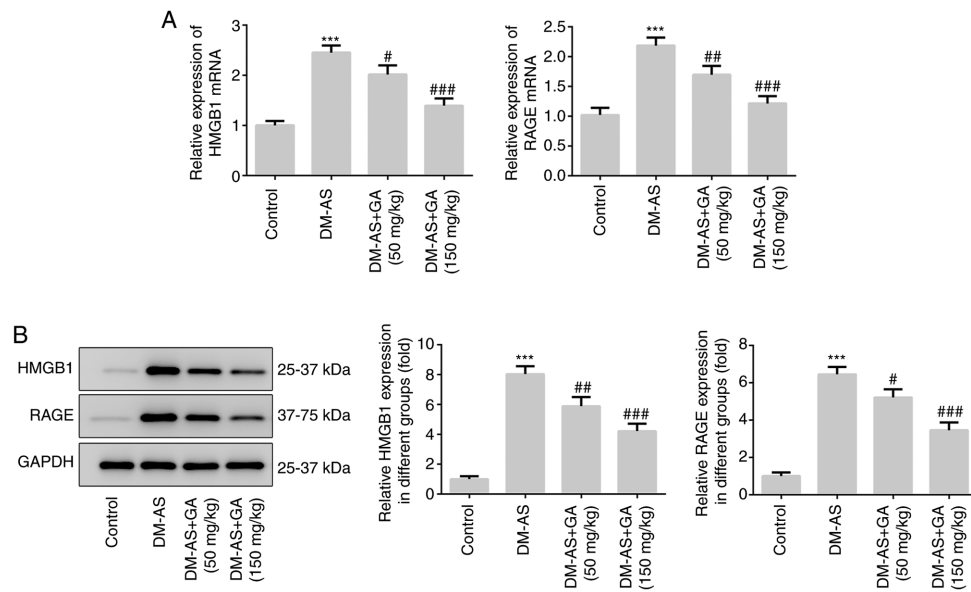 A
Relative expression of
HMGB1 mRNA
3
2
1
0
***
#
###
Control
DM-AS
DM-AS+GA
(50 mg/kg)
DM-AS+GA
(150 mg/kg)
Relative expression of
RAGE mRNA
2.5
2.0
1.5
1.0
0.5
0.0
***
##
###
Control
DM-AS
DM-AS+GA
(50 mg/kg)
DM-AS+GA
(150 mg/kg)
B
HMGB1
25-37 kDa
RAGE
37-75 kDa
GAPDH
25-37 kDa
Control
DM-AS
DM-AS+GA
(50 mg/kg)
DM-AS+GA
(150 mg/kg)
Relative HMGB1 expression
in different groups (fold)
10
8
6
4
2
0
***
##
###
Control
DM-AS
DM-AS+GA
(50 mg/kg)
DM-AS+GA
(150 mg/kg)
Relative RAGE expression
in different groups (fold)
8
6
4
2
0
***
#
###
Control
DM-AS
DM-AS+GA
(50 mg/kg)
DM-AS+GA
(150 mg/kg)